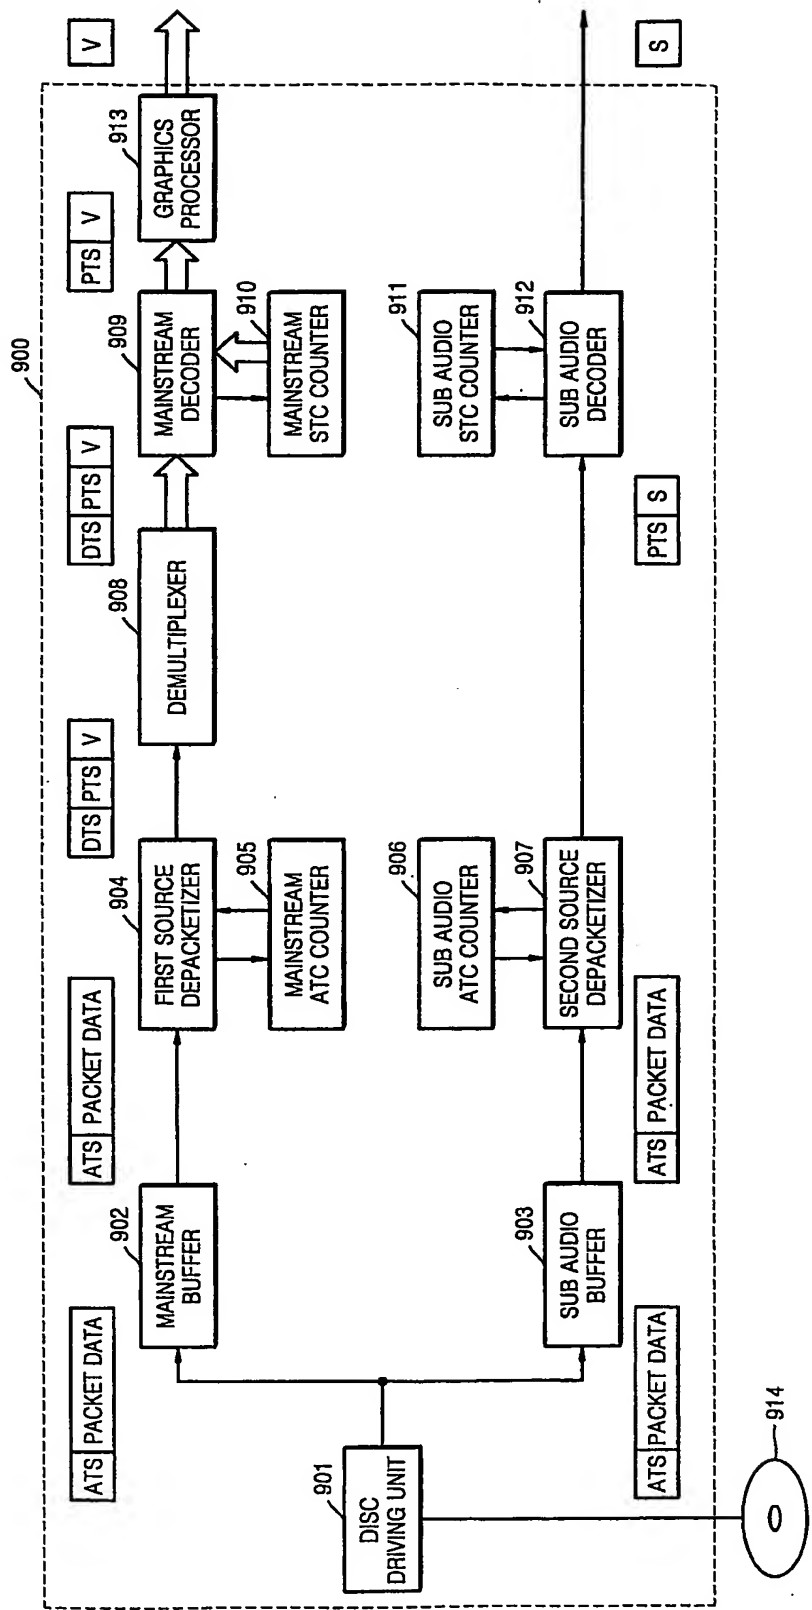 900
ATS PACKET DATA
ATS PACKET DATA
DTS PTS V
DTS PTS V
PTS V
V
902
MAINSTREAM
BUFFER
904
FIRST SOURCE
DEPACKETIZER
908
DEMULTIPLEXER
909
MAINSTREAM
DECODER
913
GRAPHICS
PROCESSOR
905
MAINSTREAM
ATC COUNTER
910
MAINSTREAM
STC COUNTER
901
DISC
DRIVING UNIT
906
SUB AUDIO
ATC COUNTER
911
SUB AUDIO
STC COUNTER
903
SUB AUDIO
BUFFER
907
SECOND SOURCE
DEPACKETIZER
912
SUB AUDIO
DECODER
ATS PACKET DATA
ATS PACKET DATA
PTS S
S
914